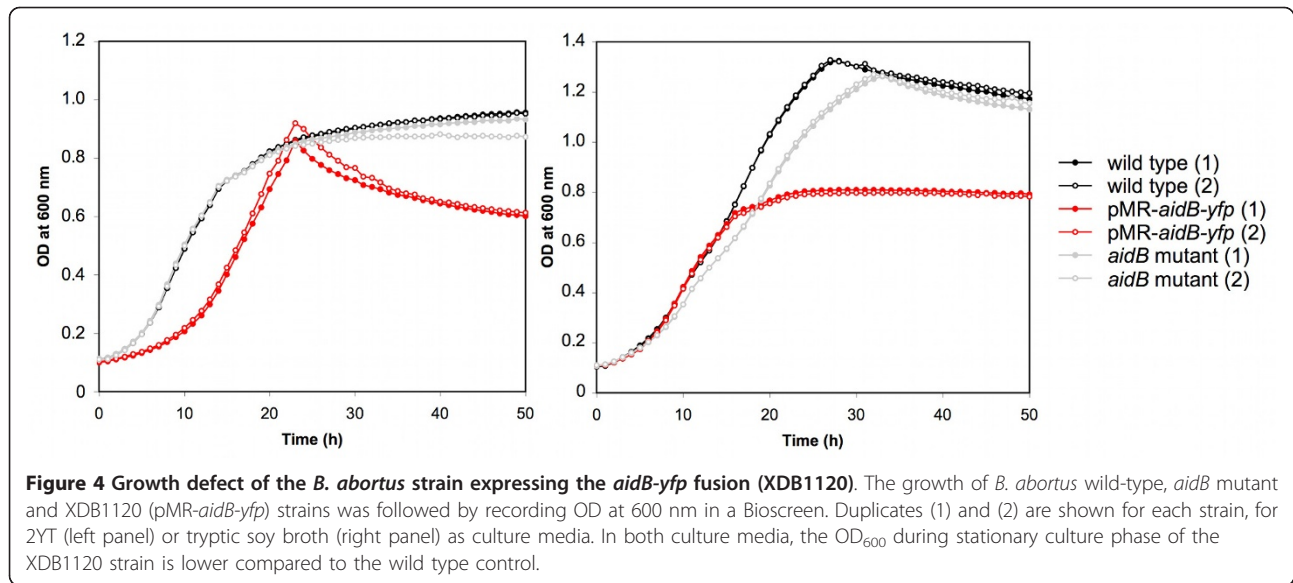 1.2
1.0
0.8
0.6
0.4
0.2
0
OD at 600 nm
0 10 20 30 40 50
Time (h)
1.4
1.2
1.0
0.8
0.6
0.4
0.2
0
OD at 600 nm
0 10 20 30 40 50
Time (h)
wild type (1)
wild type (2)
pMR-aidB-yfp (1)
pMR-aidB-yfp (2)
aidB mutant (1)
aidB mutant (2)
Figure 4 Growth defect of the B. abortus strain expressing the aidB-yfp fusion (XDB1120). The growth of B. abortus wild-type, aidB mutant
and XDB1120 (pMR-aidB-yfp) strains was followed by recording OD at 600 nm in a Bioscreen. Duplicates (1) and (2) are shown for each strain, for
2YT (left panel) or tryptic soy broth (right panel) as culture media. In both culture media, the OD₆₀₀ during stationary culture phase of the
XDB1120 strain is lower compared to the wild type control.